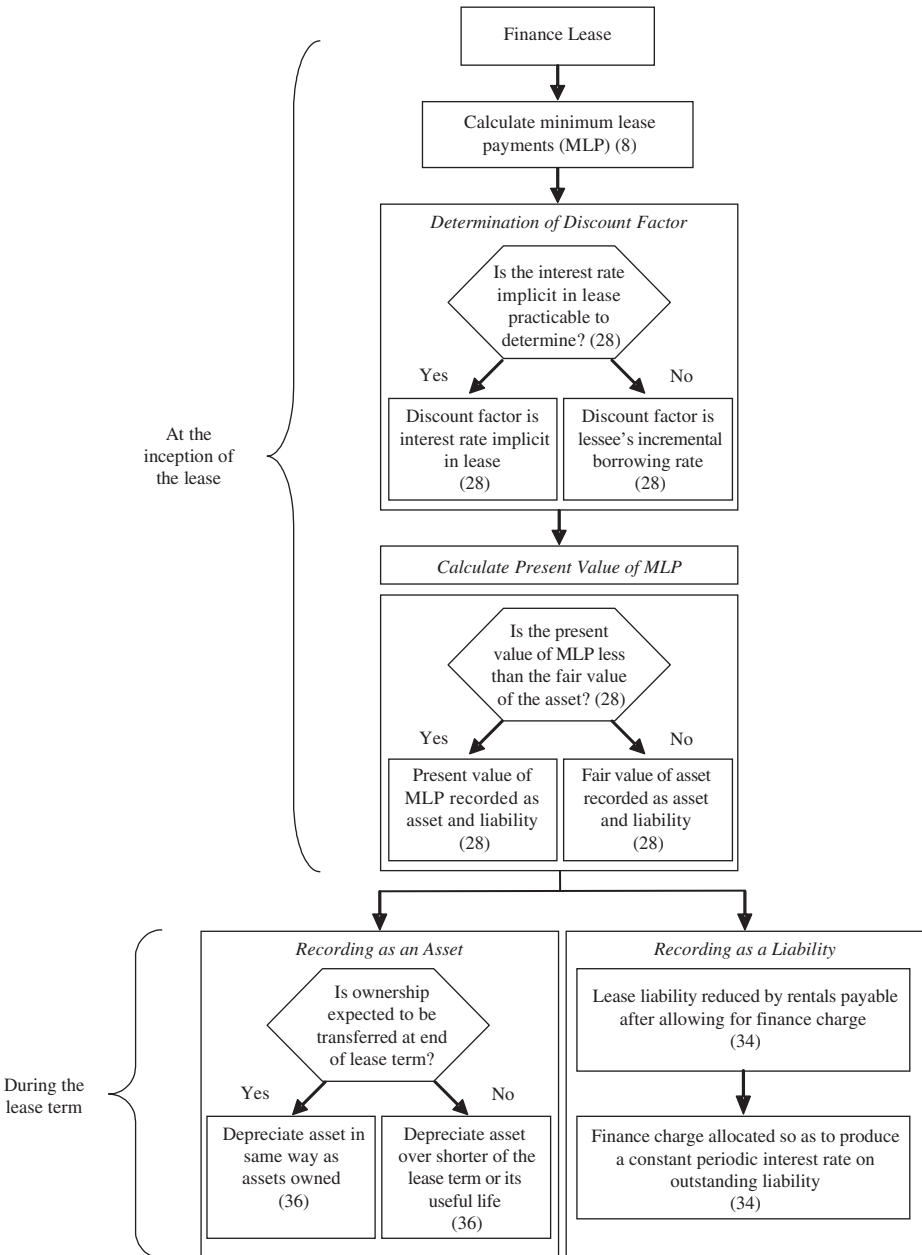 Finance Lease
Calculate minimum lease
payments (MLP) (8)
Determination of Discount Factor
Is the interest rate
implicit in lease
practicable to
determine? (28)
Yes
No
Discount factor is
interest rate implicit
in lease
(28)
Discount factor is
lessee's incremental
borrowing rate
(28)
At the
inception of
the lease
Calculate Present Value of MLP
Is the present
value of MLP less
than the fair value
of the asset? (28)
Yes
No
Present value of
MLP recorded as
asset and liability
(28)
Fair value of asset
recorded as asset
and liability
(28)
During the
lease term
Recording as an Asset
Is ownership
expected to be
transferred at end
of lease term?
Yes
No
Depreciate asset in
same way as
assets owned
(36)
Depreciate asset
over shorter of the
lease term or its
useful life
(36)
Recording as a Liability
Lease liability reduced by rentals payable
after allowing for finance charge
(34)
Finance charge allocated so as to produce
a constant periodic interest rate on
outstanding liability
(34)